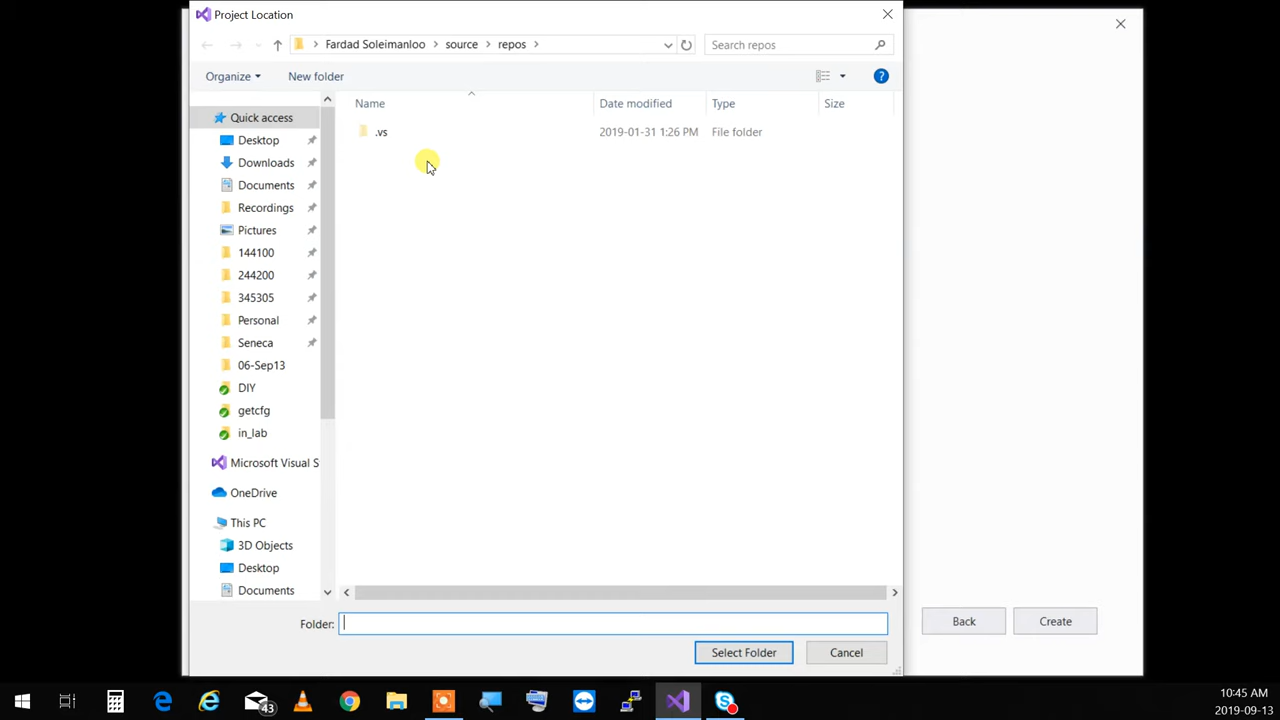 Project Location
Fardad Soleimanloo
source
repos
Search repos
Organize
New folder
?
Name
Date modified
Type
Size
Quick access
.vs
2019-01-31 1:26 PM
File folder
Desktop
Downloads
Documents
Recordings
Pictures
144100
244200
345305
Personal
Seneca
06-Sep13
DIY
getcfg
in_lab
Microsoft Visual S
OneDrive
This PC
3D Objects
Desktop
Documents
Folder:
Back
Create
Select Folder
Cancel
43
10:45 AM
2019-09-13